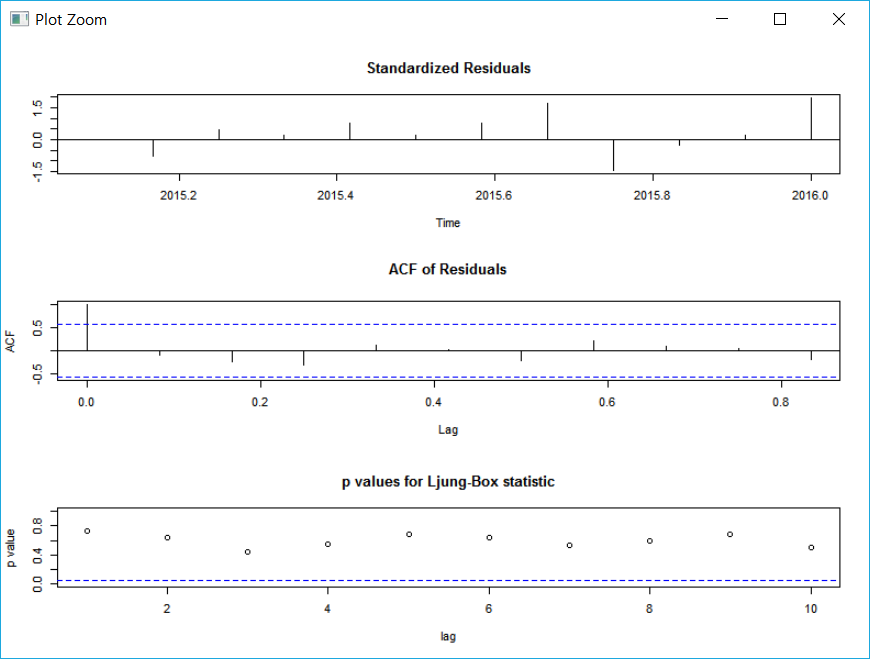 Plot Zoom
Standardized Residuals
1.5
0.0
-1.5
2015.2 2015.4 2015.6 2015.8 2016.0
Time
ACF of Residuals
ACF
0.5
-0.5
0.0 0.2 0.4 0.6 0.8
Lag
p values for Ljung-Box statistic
p value
0.8
0.4
0.0
2 4 6 8 10
lag